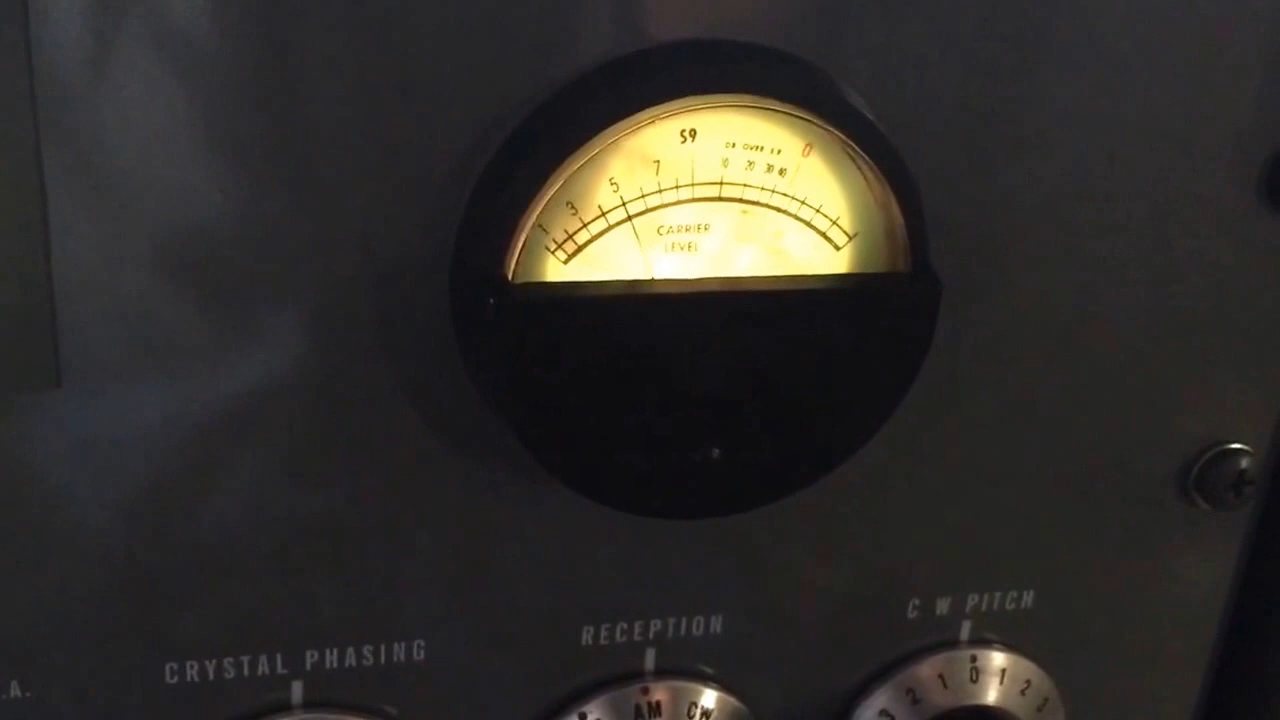 S9
DB OVER S9
0
1 3 5 7 10 20 30 40
CARRIER
LEVEL
C W PITCH
RECEPTION
CRYSTAL PHASING
.A.
AM CW
3 2 1 0 1 2 3